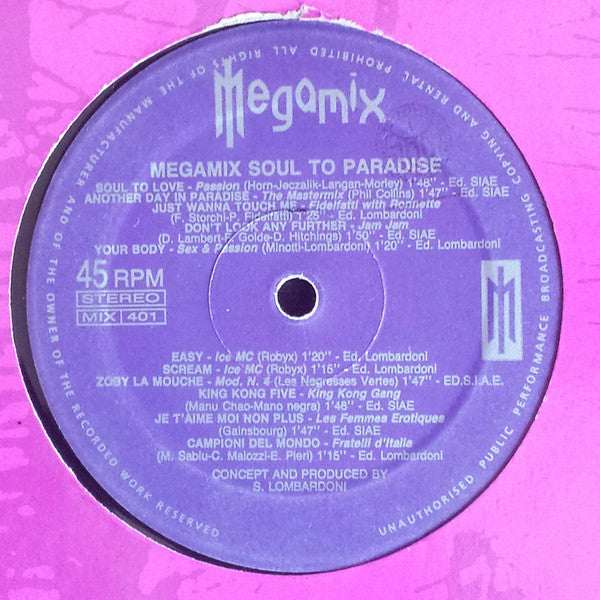 Megamix
MEGAMIX SOUL TO PARADISE
SOUL TO LOVE - Passion (Horn-Jeczalik-Langan-Morley) 1'48" - Ed. SIAE
ANOTHER DAY IN PARADISE - The Mastermix (Phil Collins) 1'47" - Ed. SIAE
JUST WANNA TOUCH ME - Fidelfatti with Ronnette
(F. Storchi-P. Fidelfatti) 1'25" - Ed. Lombardoni
DON'T LOOK ANY FURTHER - Jam Jam
(D. Lambert-F. Golde-D. Hitchings) 1'50" - Ed. SIAE
YOUR BODY - Sex & Passion (Minotti-Lombardoni) 1'20" - Ed. Lombardoni
45 RPM
STEREO
MIX 401
EASY - Ice MC (Robyx) 1'20" - Ed. Lombardoni
SCREAM - Ice MC (Robyx) 1'15" - Ed. Lombardoni
ZOBY LA MOUCHE - Mod. N. 4 (Les Negresses Vertes) 1'47" - ED.S.I.A.E.
KING KONG FIVE - King Kong Gang
(Manu Chao-Mano negra) 1'46" - Ed. SIAE
JE T'AIME MOI NON PLUS - Les Femmes Erotiques
(Gainsbourg) 1'47" - Ed. SIAE
CAMPIONI DEL MONDO - Fratelli d'Italia
(M. Sabiu-C. Malozzi-E. Pieri) 1'15" - Ed. Lombardoni
CONCEPT AND PRODUCED BY
S. LOMBARDONI
ALL RIGHTS OF THE MANUFACTURER AND OF THE OWNER OF THE RECORDED WORK RESERVED
UNAUTHORISED PUBLIC PERFORMANCE BROADCASTING COPYING AND RENTAL PROHIBITED